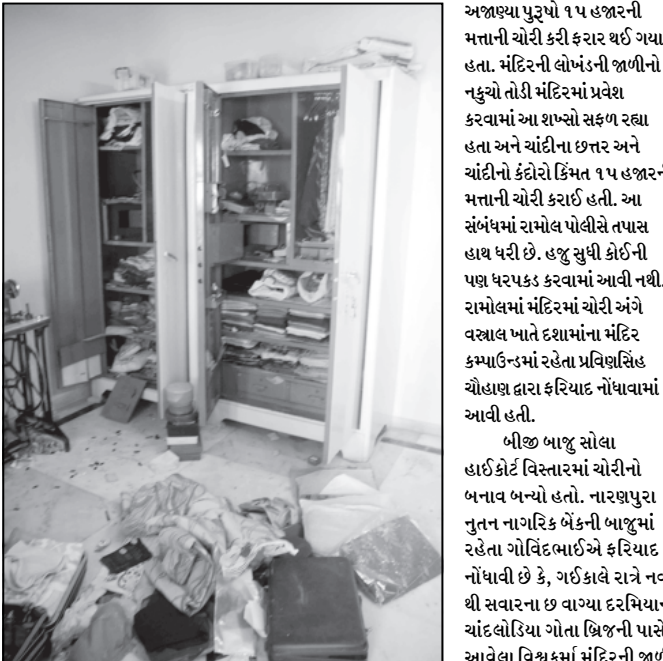 અજાણ્યા પુરૂષો ૧૫ હજારની
મત્તાની ચોરી કરી ફરાર થઈ ગયા
હતા. મંદિરની લોખંડની જાળીનો
નકુચો તોડી મંદિરમાં પ્રવેશ
કરવામાં આ શખ્સો સફળ રહ્યા
હતા અને ચાંદીના છત્તર અને
ચાંદીનો કંદોરો કિંમત ૧૫ હજારની
મત્તાની ચોરી કરાઈ હતી. આ
સંબંધમાં રામોલ પોલીસે તપાસ
હાથ ધરી છે. હજુ સુધી કોઈની
પણ ધરપકડ કરવામાં આવી નથી.
રામોલમાં મંદિરમાં ચોરી અંગે
વસ્ત્રાલ ખાતે દશામાંના મંદિર
કમ્પાઉન્ડમાં રહેતા પ્રવિણસિંહ
ચૌહાણ દ્વારા ફરિયાદ નોંધાવામાં
આવી હતી.
બીજી બાજુ સોલા
હાઈકોર્ટ વિસ્તારમાં ચોરીનો
બનાવ બન્યો હતો. નારણપુરા
નુતન નાગરિક બેંકની બાજુમાં
રહેતા ગોવિંદભાઈએ ફરિયાદ
નોંધાવી છે કે, ગઈકાલે રાત્રે નવ
થી સવારના છ વાગ્યા દરમિયાન
ચાંદલોડિયા ગોતા બ્રિજની પાસે
આવેલા વિશ્વકર્મા મંદિરની